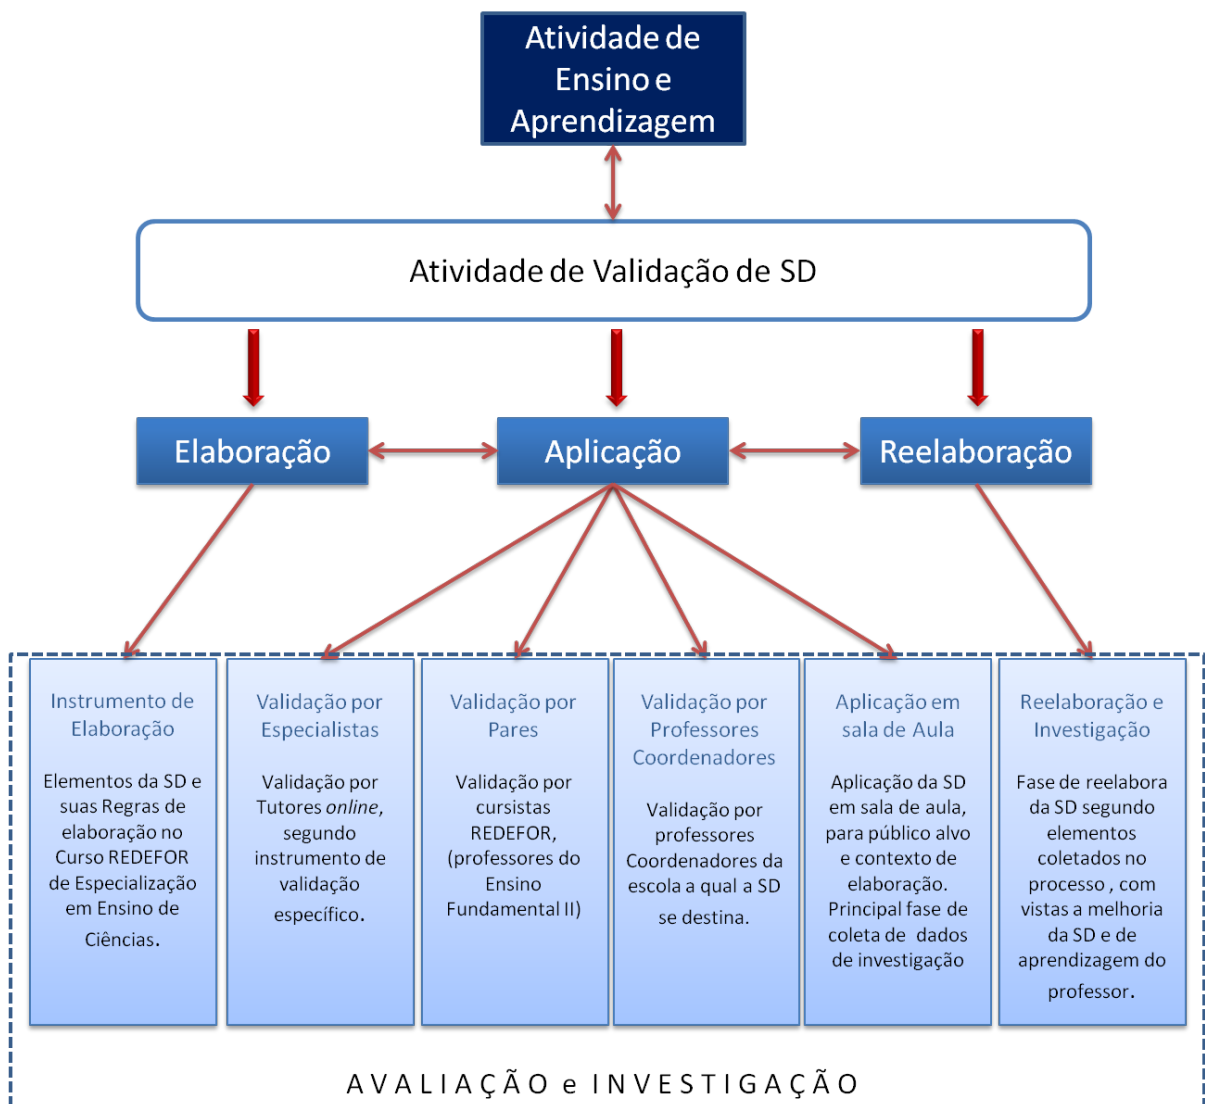 Atividade de
Ensino e
Aprendizagem
Atividade de Validação de SD
Elaboração
Aplicação
Reelaboração
Instrumento de
Elaboração
Elementos da SD e
suas Regras de
elaboração no
Curso REDEFOR
de Especialização
em Ensino de
Ciências.
Validação por
Especialistas
Validação por
Tutores online,
segundo
instrumento de
validação
específico.
Validação por
Pares
Validação por
cursistas
REDEFOR,
(professores do
Ensino
Fundamental II)
Validação por
Professores
Coordenadores
Validação por
professores
Coordenadores da
escola a qual a SD
se destina.
Aplicação em
sala de Aula
Aplicação da SD
em sala de aula,
para público alvo
e contexto de
elaboração.
Principal fase de
coleta de dados
de investigação
Reelaboração e
Investigação
Fase de reelabora
da SD segundo
elementos
coletados no
processo , com
vistas a melhoria
da SD e de
aprendizagem do
professor.
A V A L I A Ç Ã O e I N V E S T I G A Ç Ã O